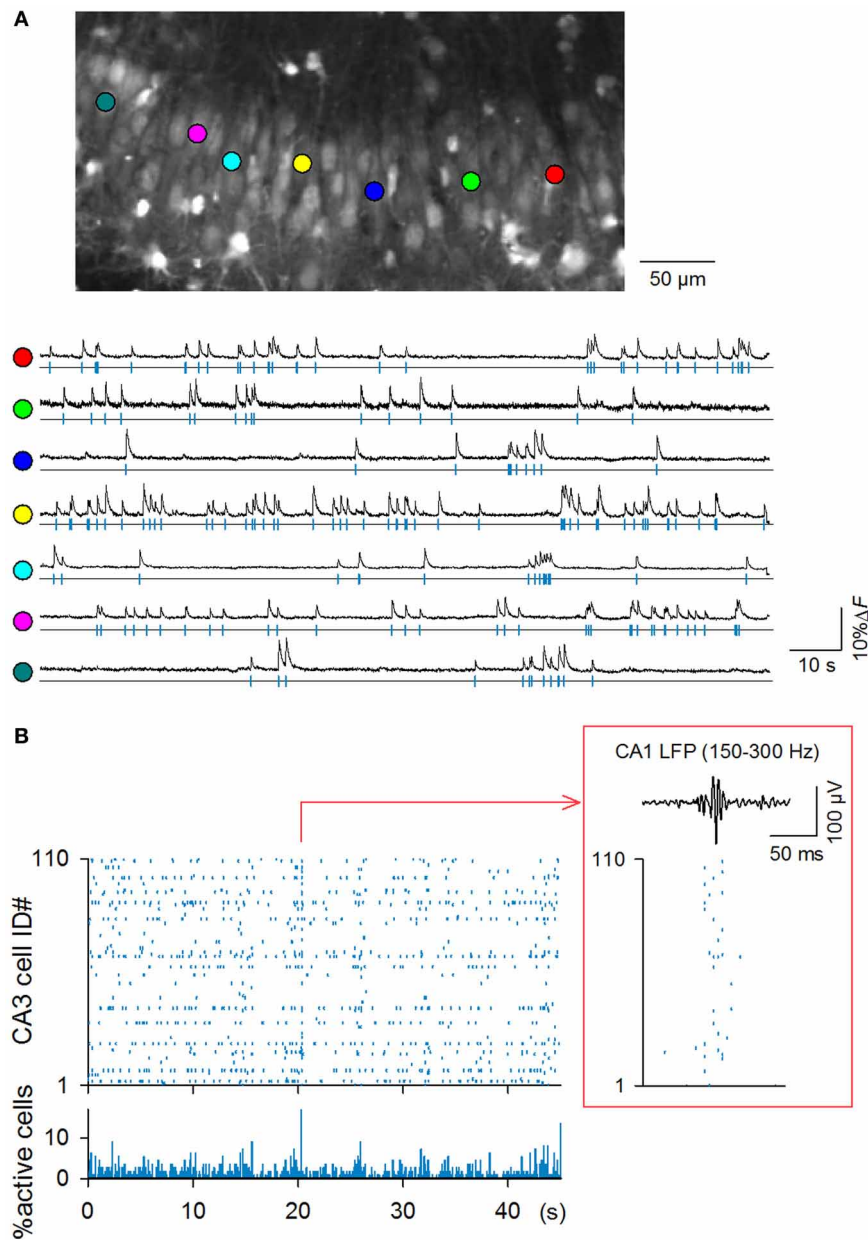 A
50 µm
10%ΔF
10 s
B
CA1 LFP (150-300 Hz)
100 µV
50 ms
110
110
CA3 cell ID#
1
1
%active cells
10
0
0
20
30
40
(s)
10